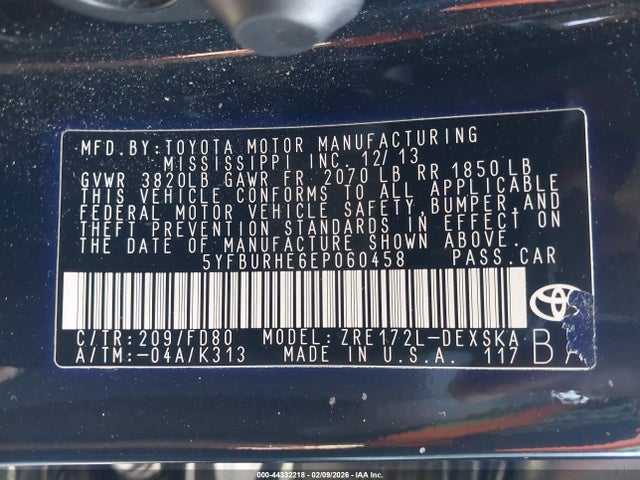 MFD.BY:TOYOTA MOTOR MANUFACTURING
MISSISSIPPI INC. 12/13
GVWR 3820LB GAWR FR. 2070 LB RR 1850 LB
THIS VEHICLE CONFORMS TO ALL APPLICABLE
FEDERAL MOTOR VEHICLE SAFETY, BUMPER, AND
THEFT PREVENTION STANDARDS IN EFFECT ON
THE DATE OF MANUFACTURE SHOWN ABOVE.
5YFBURHE6EP060458 PASS.CAR
C/TR:209/FD80 MODEL: ZRE172L-DEXSKA
A/TM:-04A/K313 MADE IN U.S.A. 117 BA
000-44332218 - 02/09/2026 - IAA Inc.